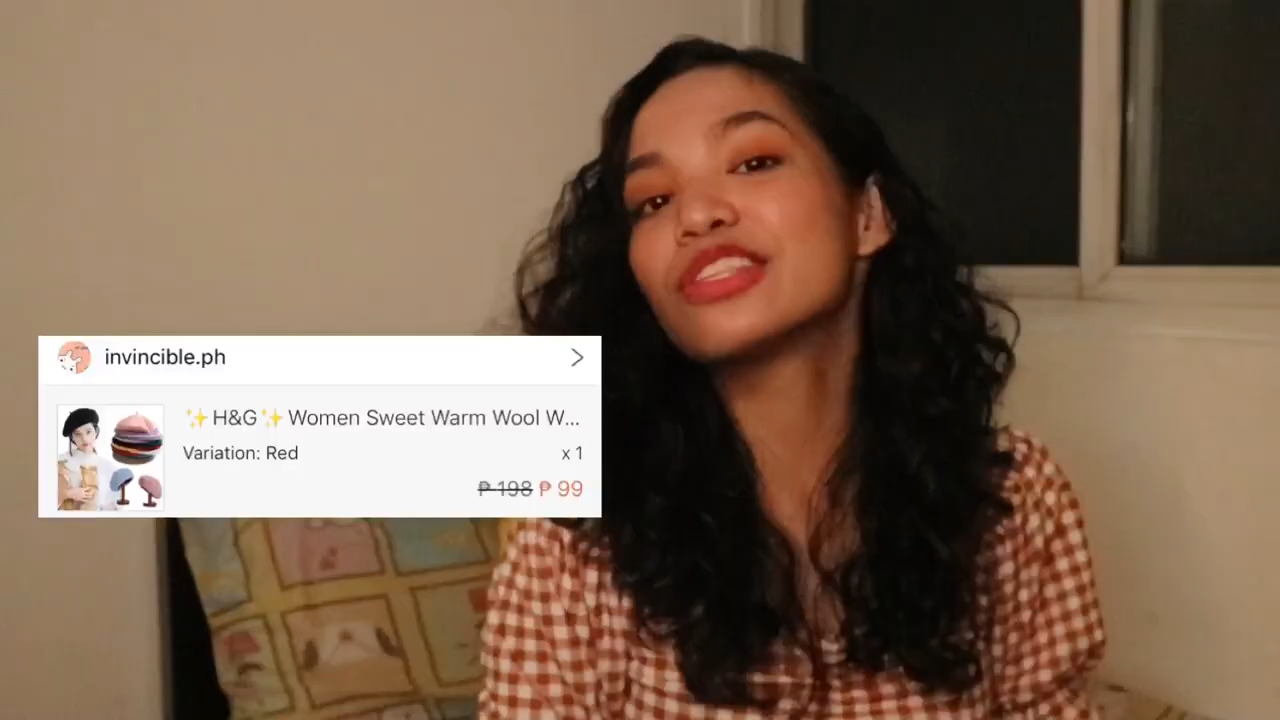 invincible.ph
✨H&G✨Women Sweet Warm Wool W...
Variation: Red
x 1
₱ 198 ₱ 99